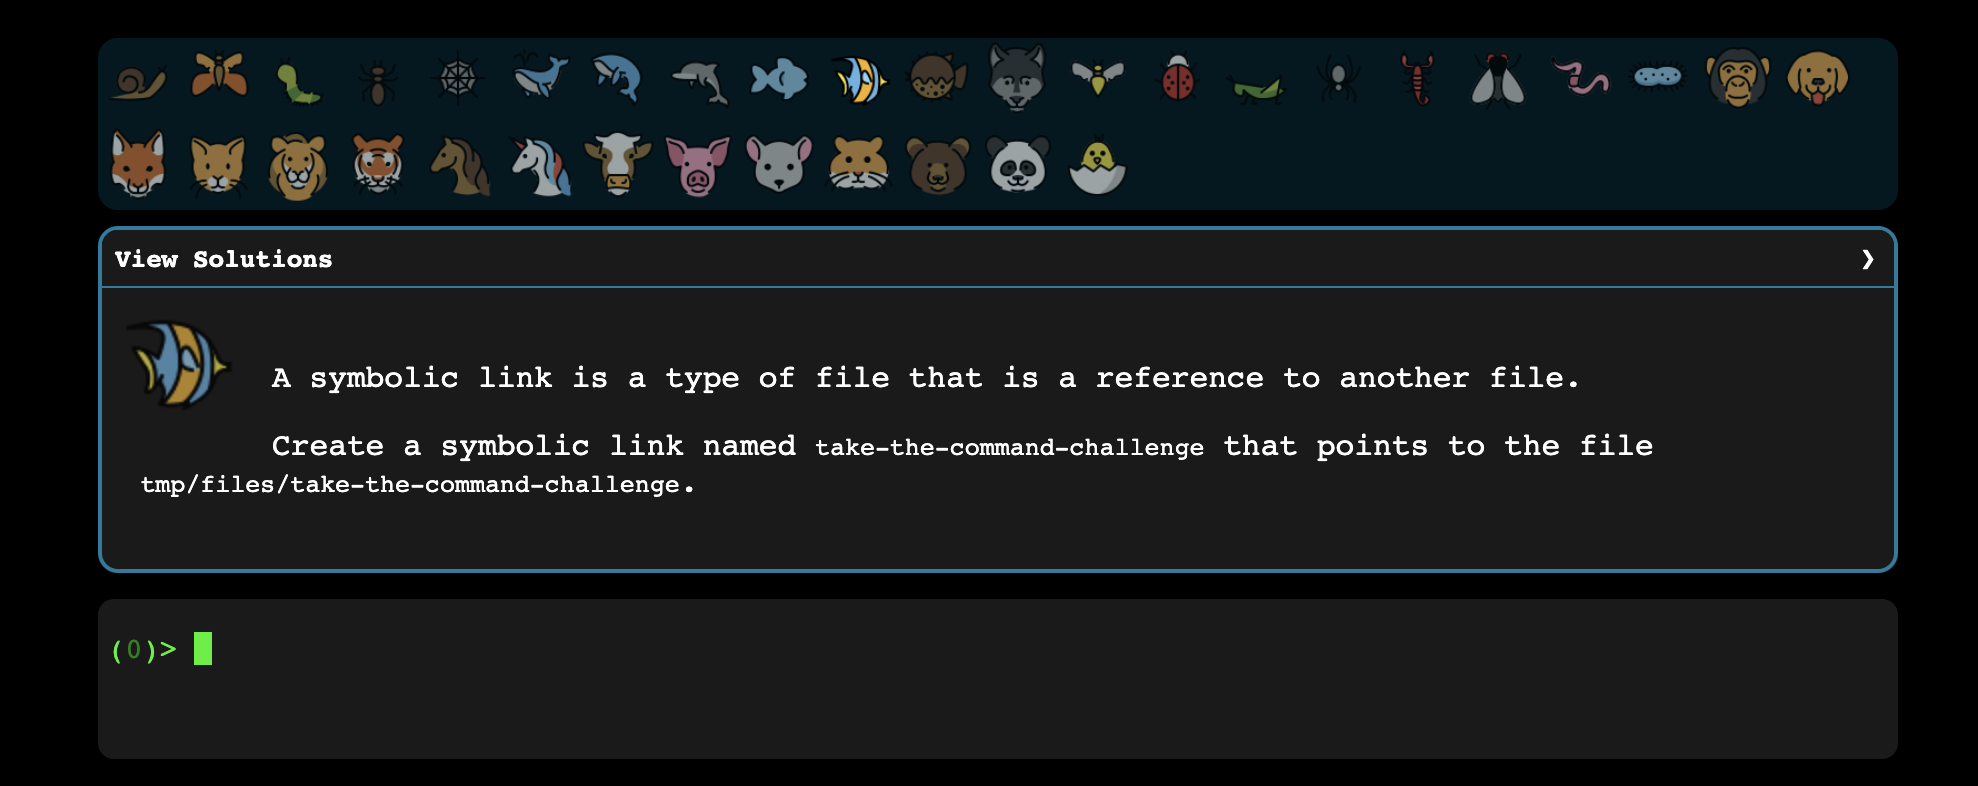 View Solutions ❯
A symbolic link is a type of file that is a reference to another file.
Create a symbolic link named take-the-command-challenge that points to the file
tmp/files/take-the-command-challenge.
(0)>